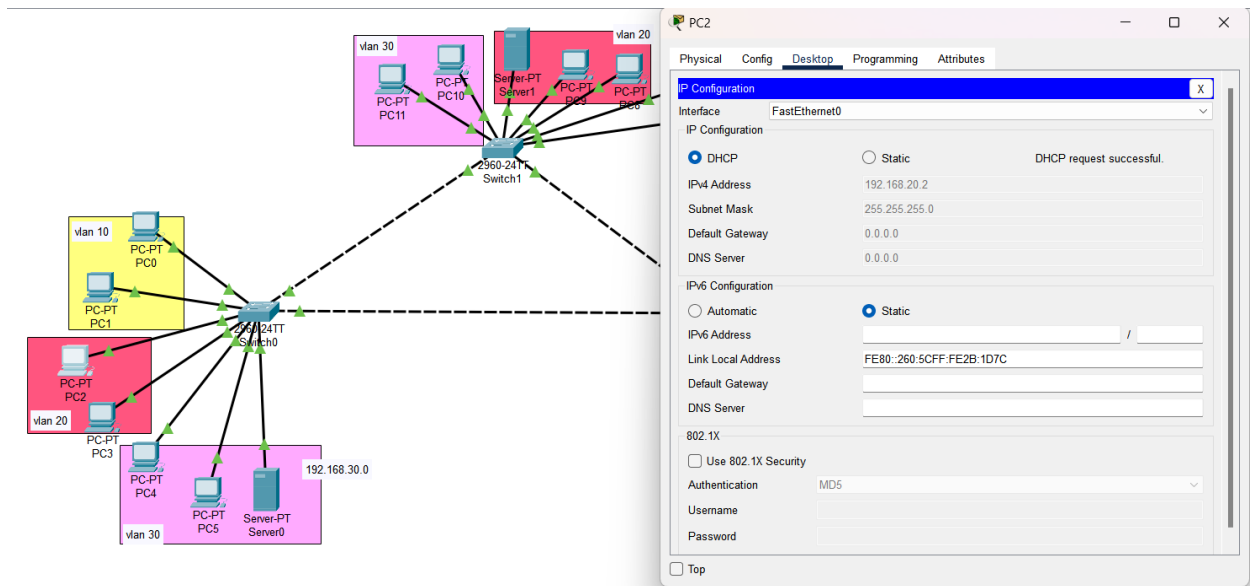 vlan 30
PC-PT
PC10
PC-PT
PC11
vlan 20
Server-PT
Server1
PC-PT
PC9
PC-PT
2960-24TT
Switch1
vlan 10
PC-PT
PC0
PC-PT
PC1
2960-24TT
Switch0
PC-PT
PC2
vlan 20
PC-PT
PC3
PC-PT
PC4
PC-PT
PC5
Server-PT
Server0
192.168.30.0
vlan 30
PC2
Physical Config Desktop Programming Attributes
IP Configuration X
Interface FastEthernet0
IP Configuration
DHCP Static DHCP request successful.
IPv4 Address 192.168.20.2
Subnet Mask 255.255.255.0
Default Gateway 0.0.0.0
DNS Server 0.0.0.0
IPv6 Configuration
Automatic Static
IPv6 Address /
Link Local Address FE80::260:5CFF:FE2B:1D7C
Default Gateway
DNS Server
802.1X
Use 802.1X Security
Authentication MD5
Username
Password
Top